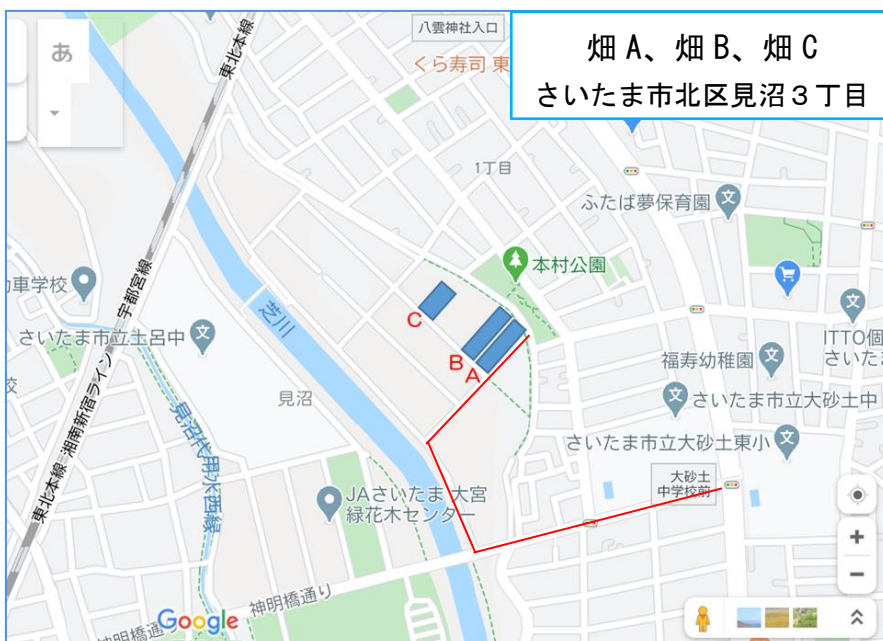 畑 A、畑 B、畑 C
さいたま市北区見沼３丁目
あ
八雲神社入口
くら寿司 東
東北本線
1丁目
ふたば夢保育園
本村公園
宇都宮線
車学校
芝川
C
さいたま市立土呂中
B
A
ITTO個
さいた
福寿幼稚園
校
見沼
さいたま市立大砂土中
さいたま市立大砂土東小
東北本線 湘南新宿ライン
見沼代用水西縁
大砂土
中学校前
JAさいたま 大宮
緑花木センター
神明橋通り
Google
神明橋通り